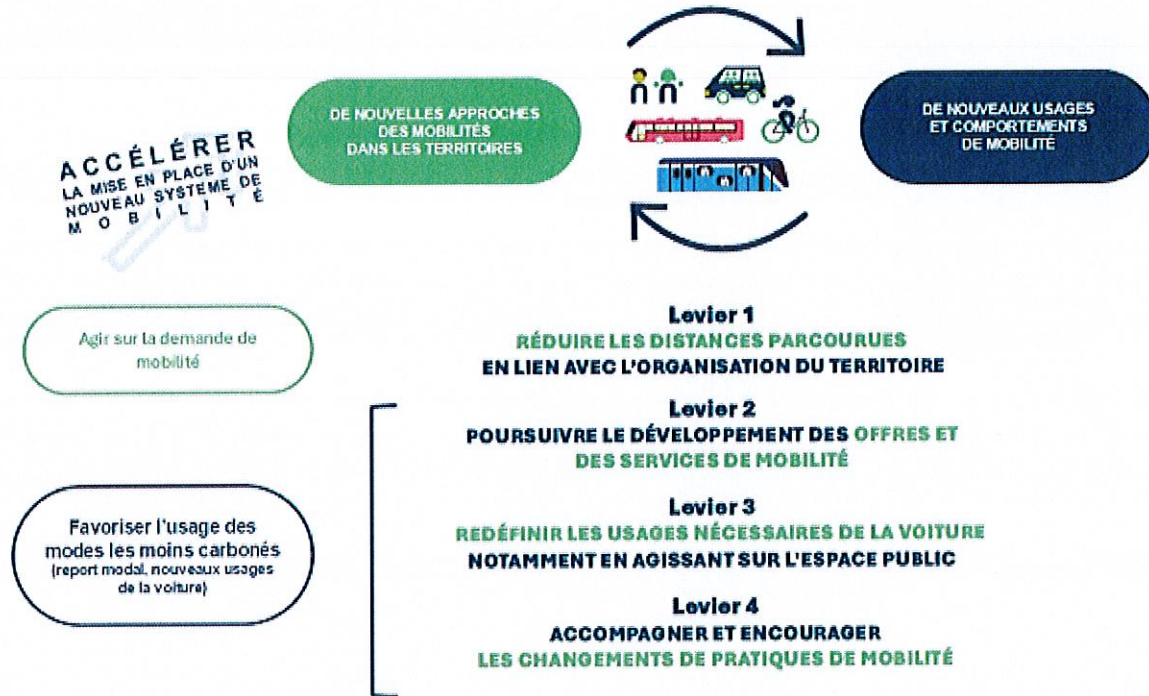 ACCÉLÉRER
LA MISE EN PLACE D'UN
NOUVEAU SYSTÈME DE
MOBILITÉ
DE NOUVELLES APPROCHES
DES MOBILITÉS
DANS LES TERRITOIRES
DE NOUVEAUX USAGES
ET COMPORTEMENTS
DE MOBILITÉ
Agir sur la demande de
mobilité
Levier 1
RÉDUIRE LES DISTANCES PARCOURUES
EN LIEN AVEC L'ORGANISATION DU TERRITOIRE
Favoriser l'usage des
modes les moins carbonés
(report modal, nouveaux usages
de la voiture)
Levier 2
POURSUIVRE LE DÉVELOPPEMENT DES OFFRES ET
DES SERVICES DE MOBILITÉ
Levier 3
REDÉFINIR LES USAGES NÉCESSAIRES DE LA VOITURE
NOTAMMENT EN AGISSANT SUR L'ESPACE PUBLIC
Levier 4
ACCOMPAGNER ET ENCOURAGER
LES CHANGEMENTS DE PRATIQUES DE MOBILITÉ